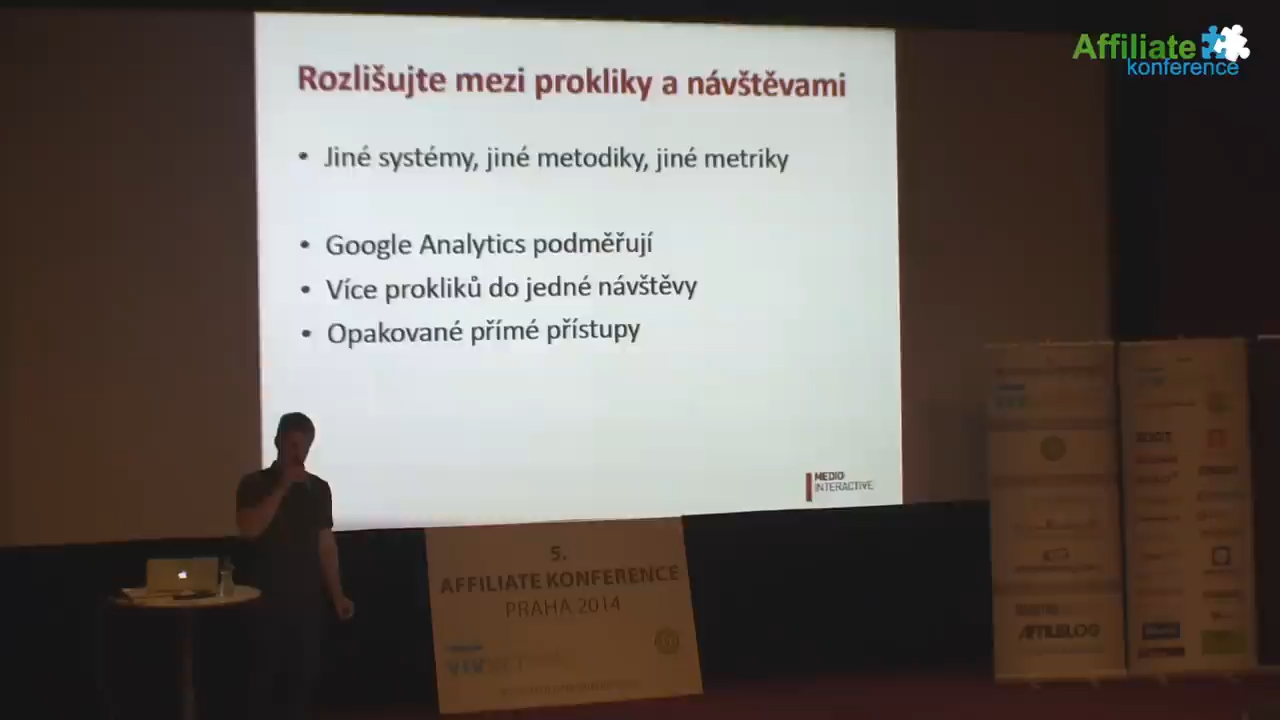 Affiliate
konference
Rozlišujte mezi prokliky a návštěvami
• Jiné systémy, jiné metodiky, jiné metriky
• Google Analytics podměřují
• Více prokliků do jedné návštěvy
• Opakované přímé přístupy
MEDIO
INTERACTIVE
5.
AFFILIATE KONFERENCE
PRAHA 2014
AFFILBLOG